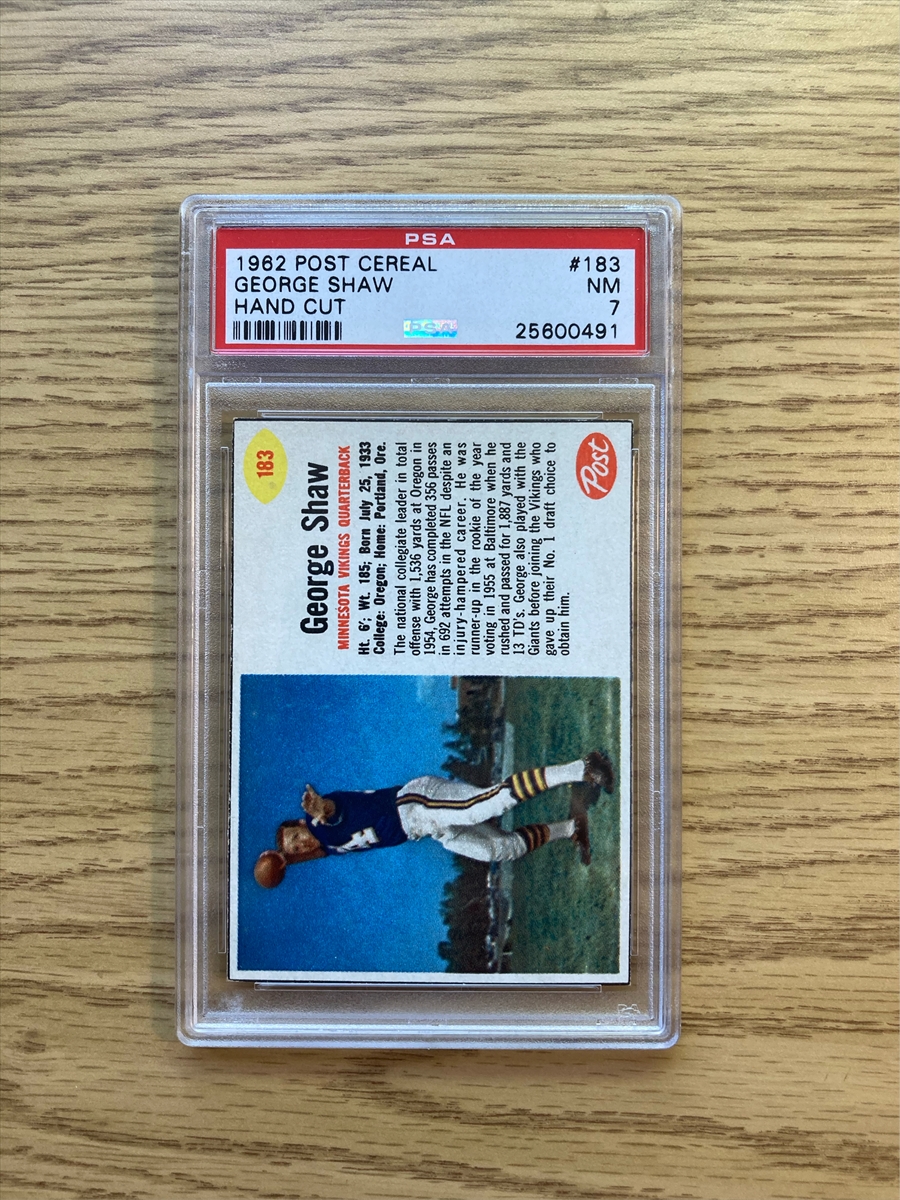 PSA
1962 POST CEREAL #183
GEORGE SHAW NM
HAND CUT 7
PSA 25600491
183
George Shaw
MINNESOTA VIKINGS QUARTERBACK
Ht. 6'; Wt. 185; Born July 25, 1933
College: Oregon; Home: Portland, Ore.
The national collegiate leader in total
offense with 1,536 yards at Oregon in
1954, George has completed 356 passes
in 692 attempts in the NFL despite an
injury-hampered career. He was
runner-up in the rookie of the year
voting in 1955 at Baltimore when he
rushed and passed for 1,887 yards and
13 TD's. George also played with the
Giants before joining the Vikings who
gave up their No. 1 draft choice to
obtain him.
Post